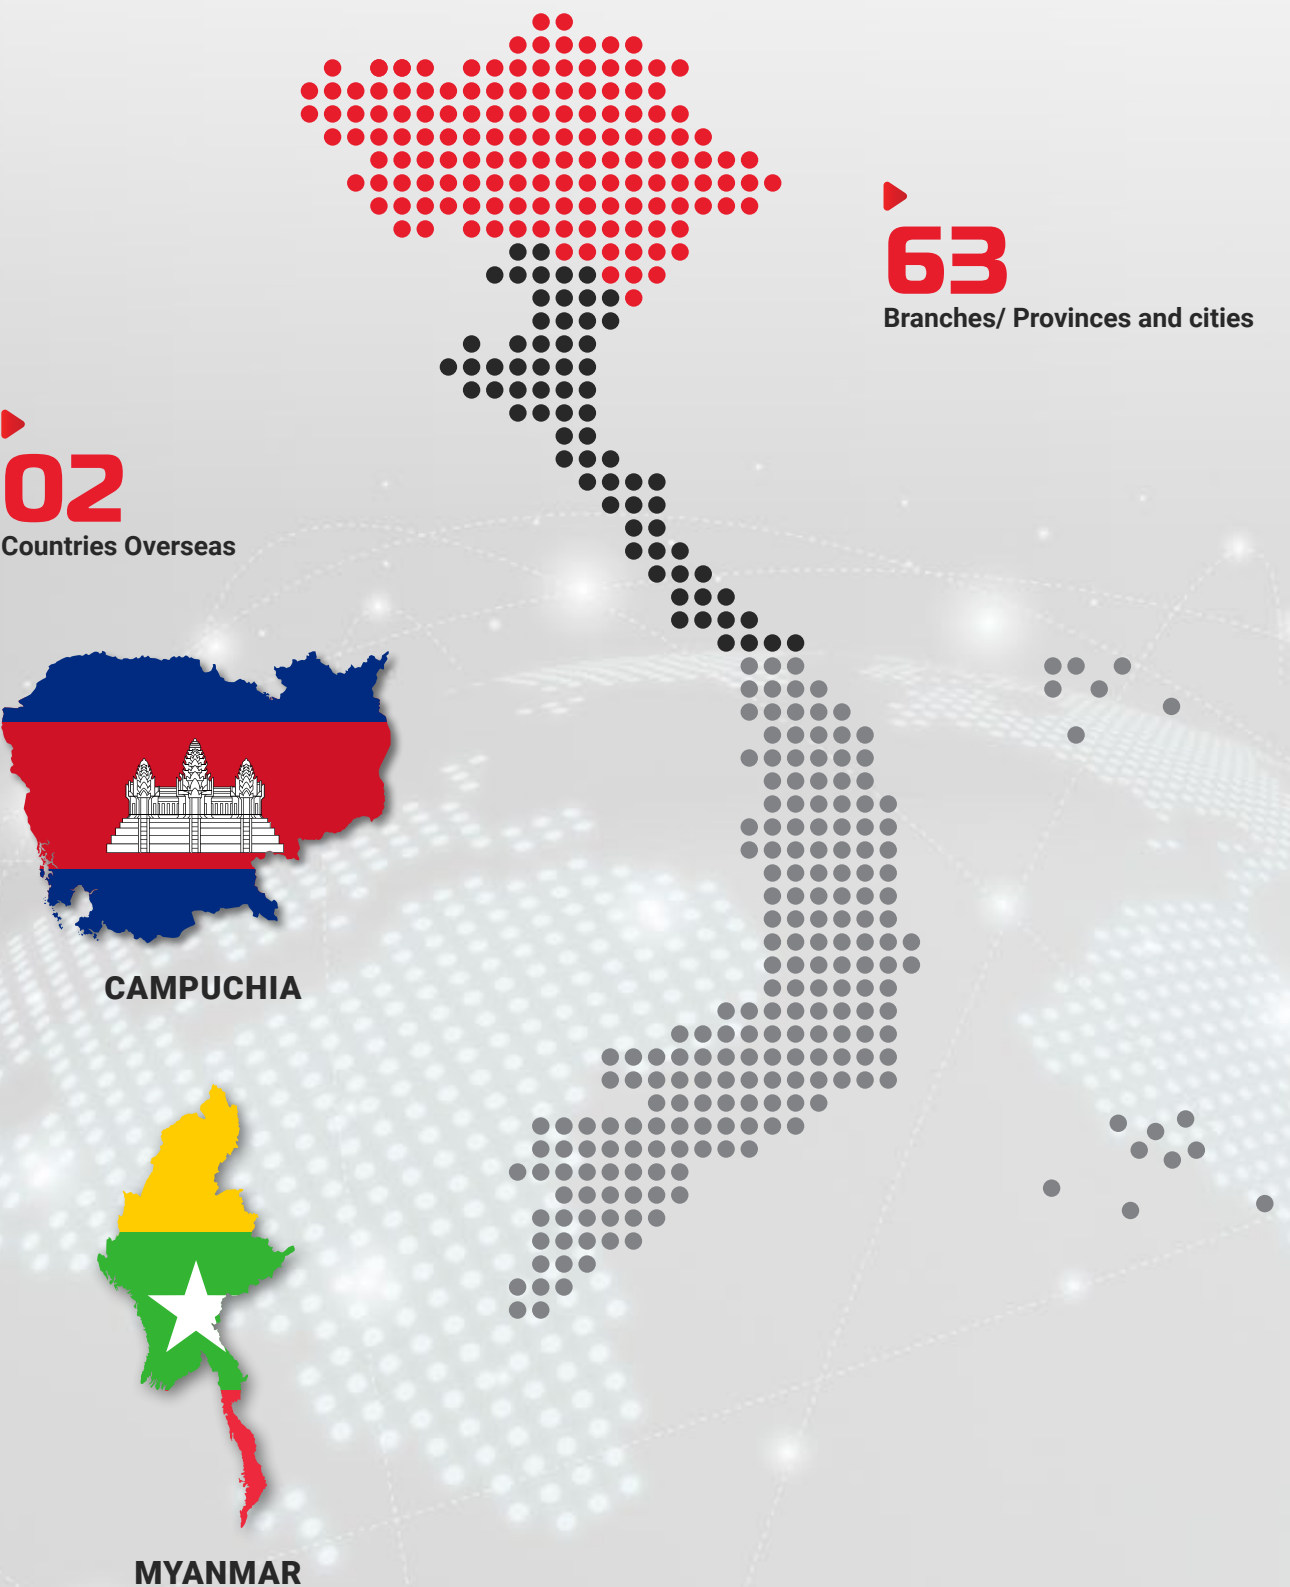 63
Branches/ Provinces and cities
02
Countries Overseas
CAMPUCHIA
MYANMAR